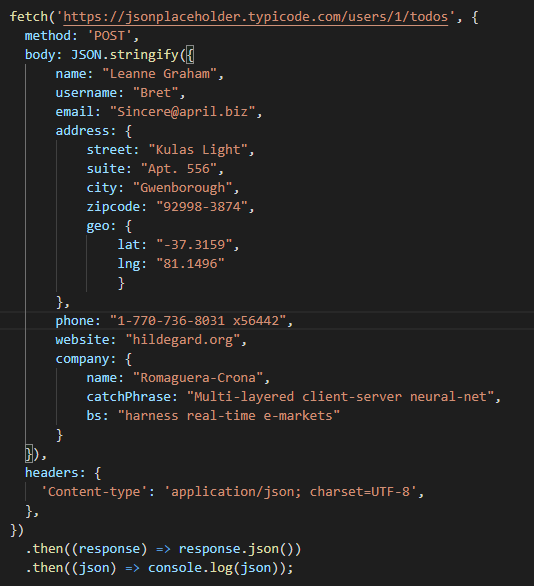 fetch('https://jsonplaceholder.typicode.com/users/1/todos', {
  method: 'POST',
  body: JSON.stringify({
      name: "Leanne Graham",
      username: "Bret",
      email: "Sincere@april.biz",
      address: {
          street: "Kulas Light",
          suite: "Apt. 556",
          city: "Gwenborough",
          zipcode: "92998-3874",
          geo: {
              lat: "-37.3159",
              lng: "81.1496"
              }
      },
      phone: "1-770-736-8031 x56442",
      website: "hildegard.org",
      company: {
          name: "Romaguera-Crona",
          catchPhrase: "Multi-layered client-server neural-net",
          bs: "harness real-time e-markets"
      }
  }),
  headers: {
    'Content-type': 'application/json; charset=UTF-8',
  },
})
  .then((response) => response.json())
  .then((json) => console.log(json));